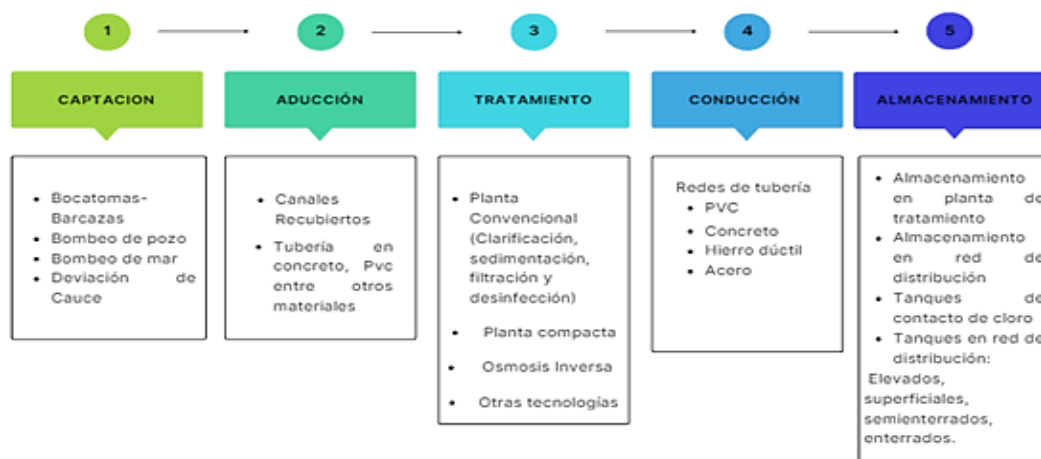 1
2
3
4
5
CAPTACION
ADUCCIÓN
TRATAMIENTO
CONDUCCIÓN
ALMACENAMIENTO
• Bocatomas-
Barcazas
• Bombeo de pozo
• Bombeo de mar
• Deviación de
Cauce
• Canales
Recubiertos
• Tubería en
concreto, Pvc
entre otros
materiales
• Planta
Convencional
(Clarificación,
sedimentación,
filtración y
desinfección)
• Planta compacta
• Osmosis Inversa
• Otras tecnologías
Redes de tubería
• PVC
• Concreto
• Hierro dúctil
• Acero
• Almacenamiento
en planta de
tratamiento
• Almacenamiento
en red de
distribución
• Tanques de
contacto de cloro
• Tanques en red de
distribución:
Elevados,
superficiales,
semienterrados,
enterrados.